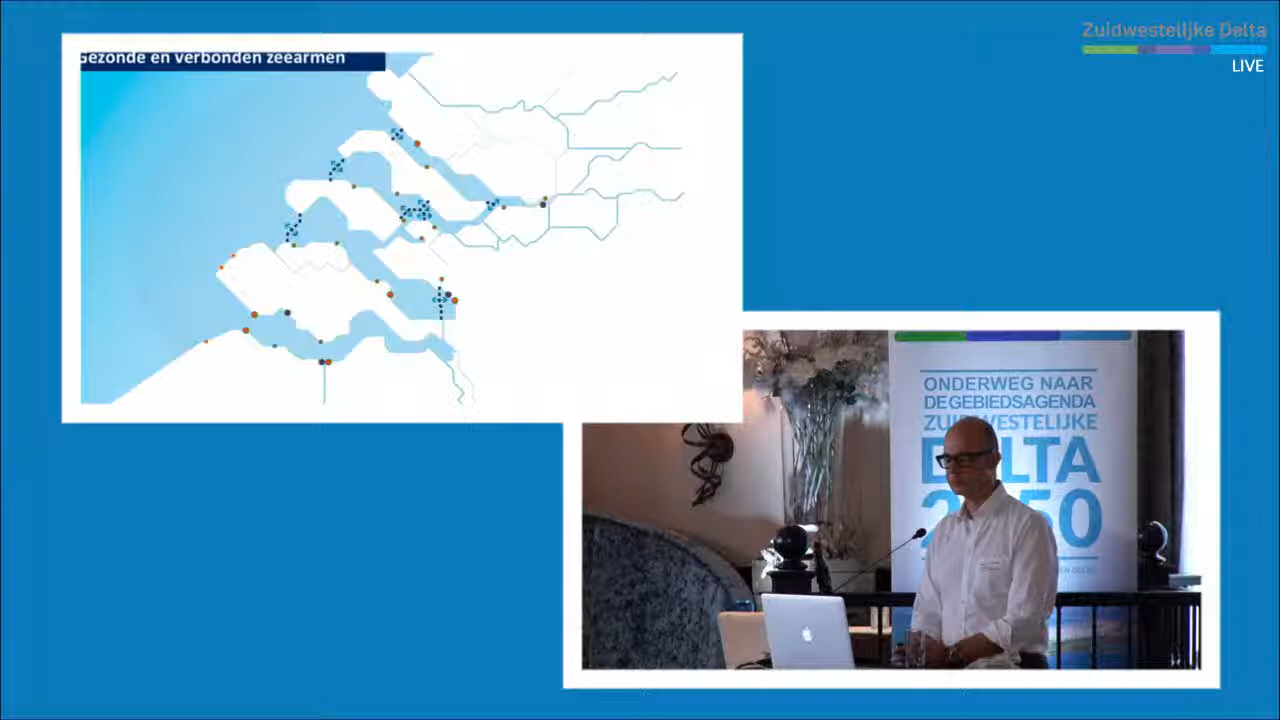 Zuidwestelijke Delta
LIVE
Gezonde en verbonden zeearmen
ONDERWEG NAAR
DE GEBIEDSAGENDA
ZUIDWESTELIJKE
DELTA
2050